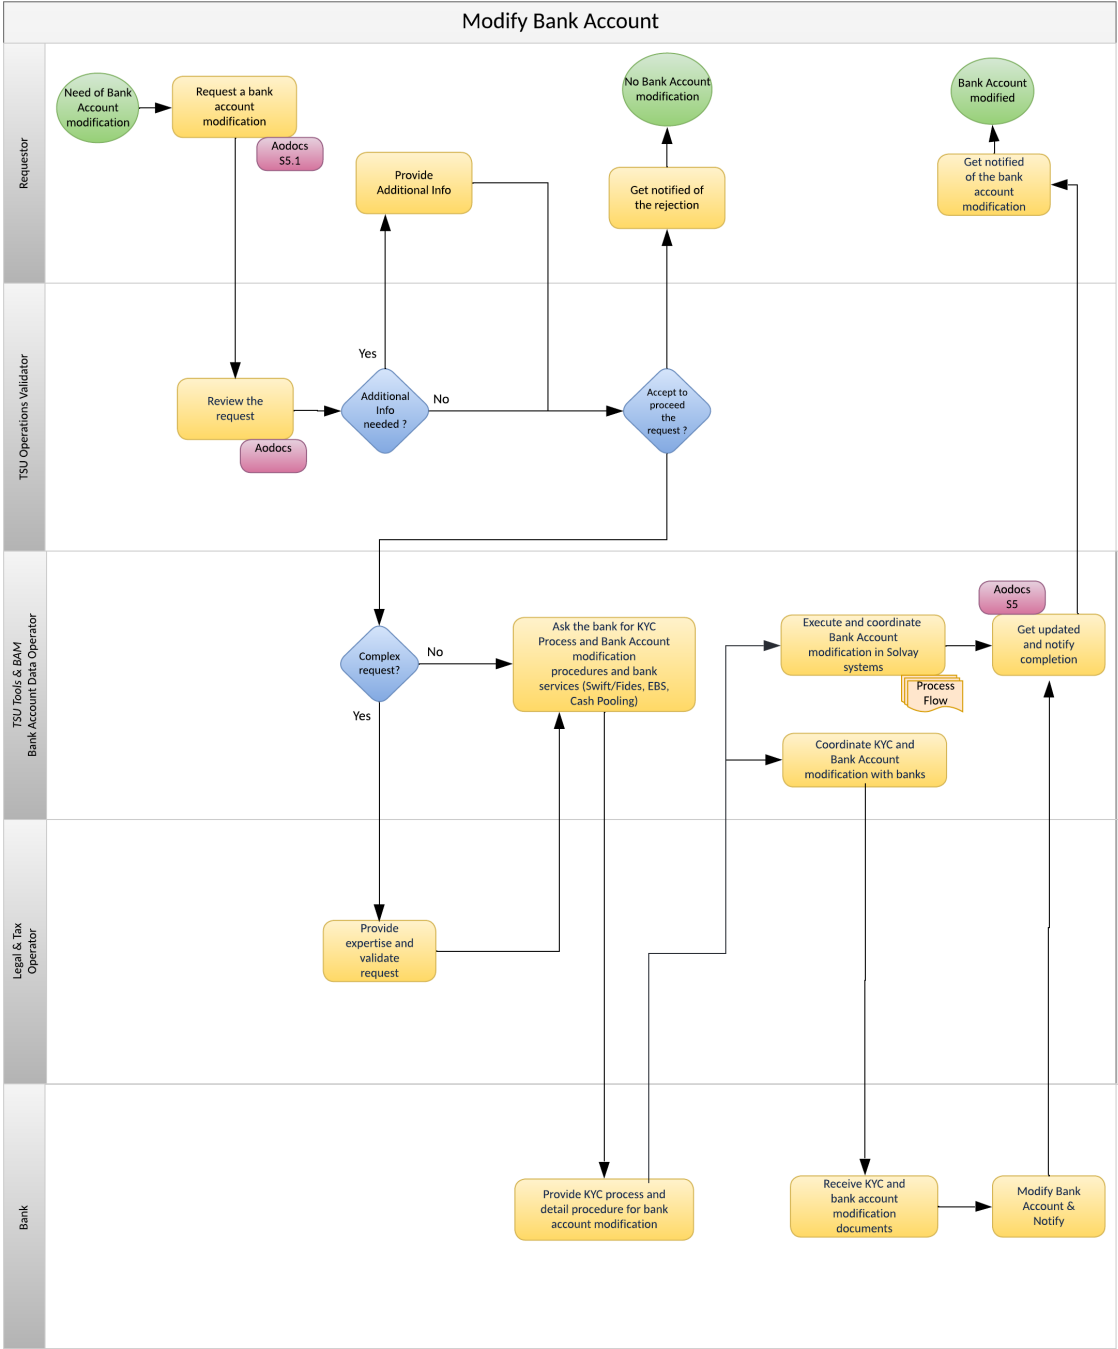 Modify Bank Account
Requestor
Need of Bank
Account
modification
Request a bank
account
modification
Aodocs
S5.1
Provide
Additional Info
No Bank Account
modification
Get notified of
the rejection
Bank Account
modified
Get notified
of the bank
account
modification
TSU Operations Validator
Review the
request
Aodocs
Yes
Additional
Info
needed ?
No
Accept to
proceed
the
request ?
TSU Tools & BAM
Bank Account Data Operator
Complex
request?
No
Yes
Ask the bank for KYC
Process and Bank Account
modification
procedures and bank
services (Swift/Fides, EBS,
Cash Pooling)
Execute and coordinate
Bank Account
modification in Solvay
systems
Process
Flow
Aodocs
S5
Get updated
and notify
completion
Coordinate KYC and
Bank Account
modification with banks
Legal & Tax
Operator
Provide
expertise and
validate
request
Bank
Provide KYC process and
detail procedure for bank
account modification
Receive KYC and
bank account
modification
documents
Modify Bank
Account &
Notify